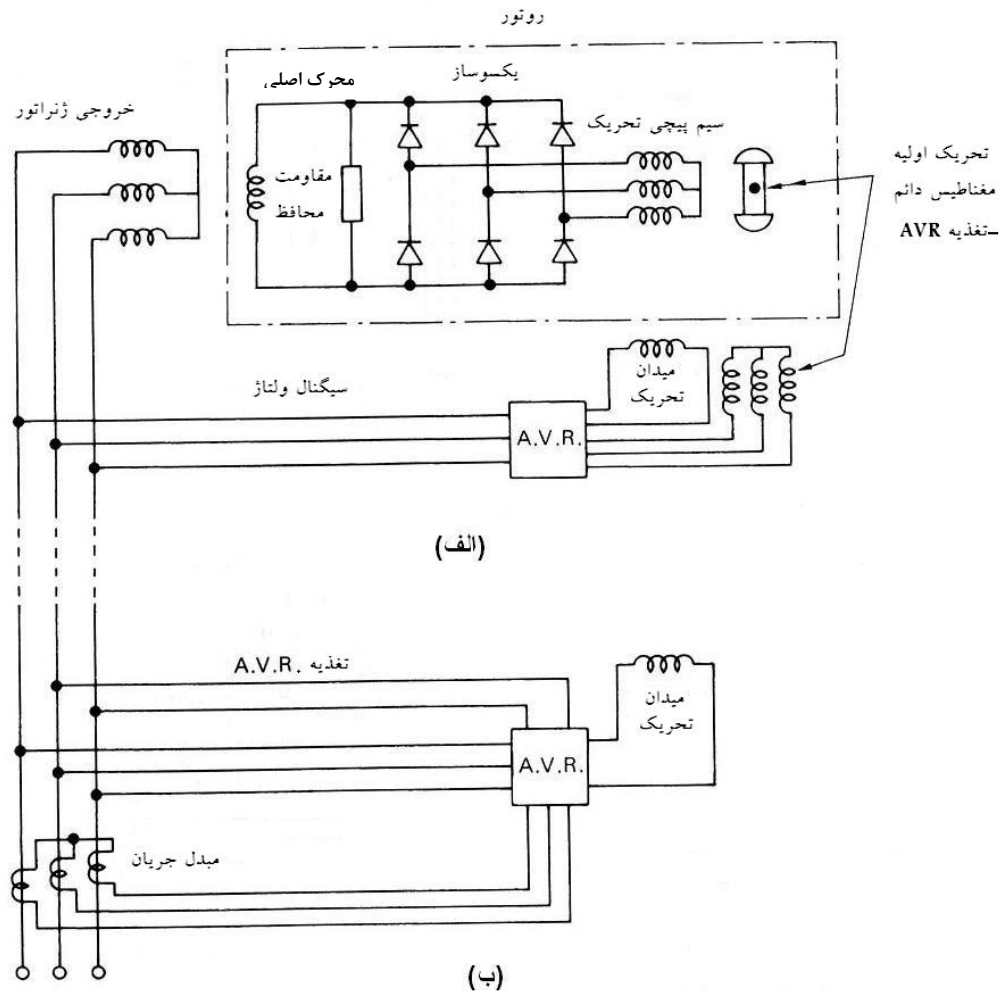 روتور
یکسوساز
محرک اصلی
خروجی ژنراتور
سیم پیچی تحریک
تحریک اولیه
مغناطیس دائم
–تغذیه AVR
مقاومت
محافظ
میدان
تحریک
سیگنال ولتاژ
A.V.R.
(الف)
تغذیه A.V.R.
میدان
تحریک
A.V.R.
مبدل جریان
(ب)